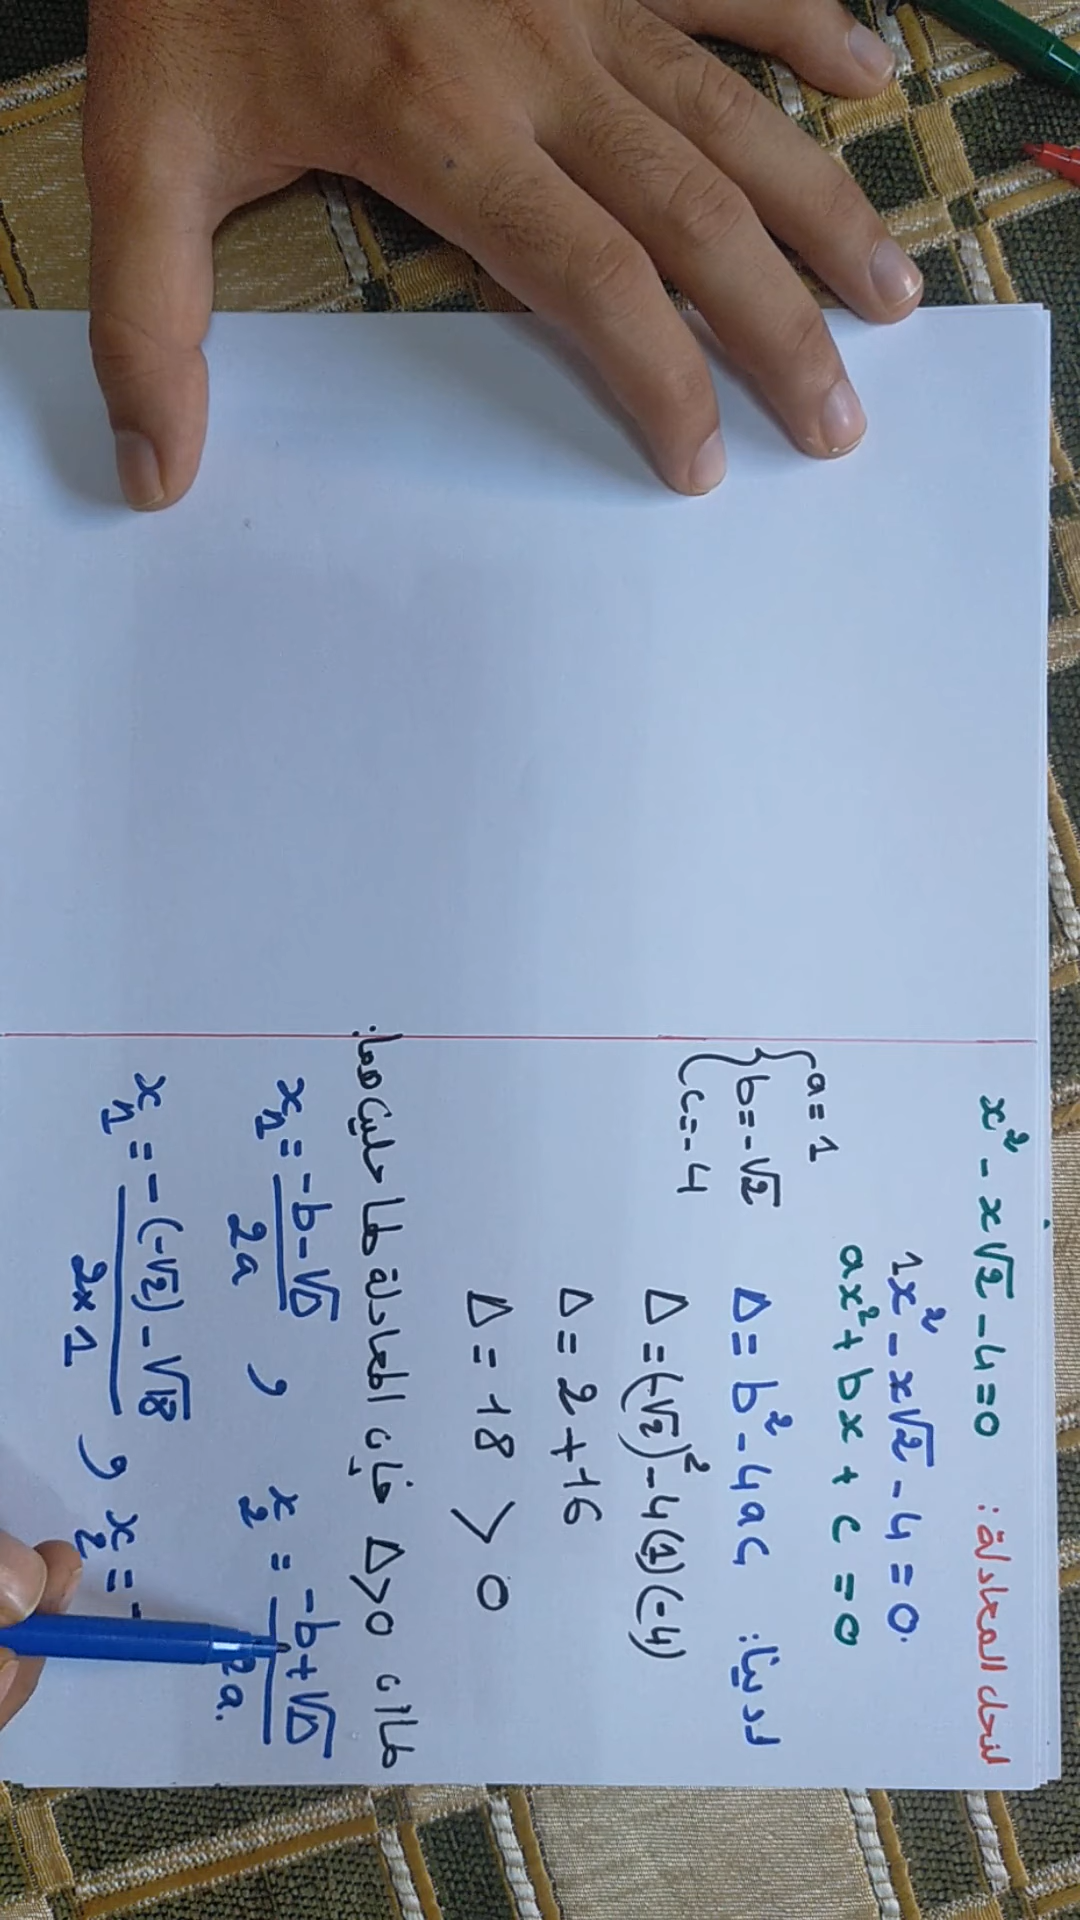 لنحل المعادلة : x² - x√2 - 4 = 0
1x² - x√2 - 4 = 0.
ax² + bx + c = 0
{ a = 1
b = -√2
c = -4
لدينا: Δ = b² - 4ac
Δ = (-√2)² - 4(1)(-4)
Δ = 2 + 16
Δ = 18 > 0
بما ان Δ>0 فإن المعادلة لها حلين هما:
x₁ = (-b - √Δ)/2a , x₂ = (-b + √Δ)/2a.
x₁ = (-(-√2) - √18)/(2×1) , x₂ = -